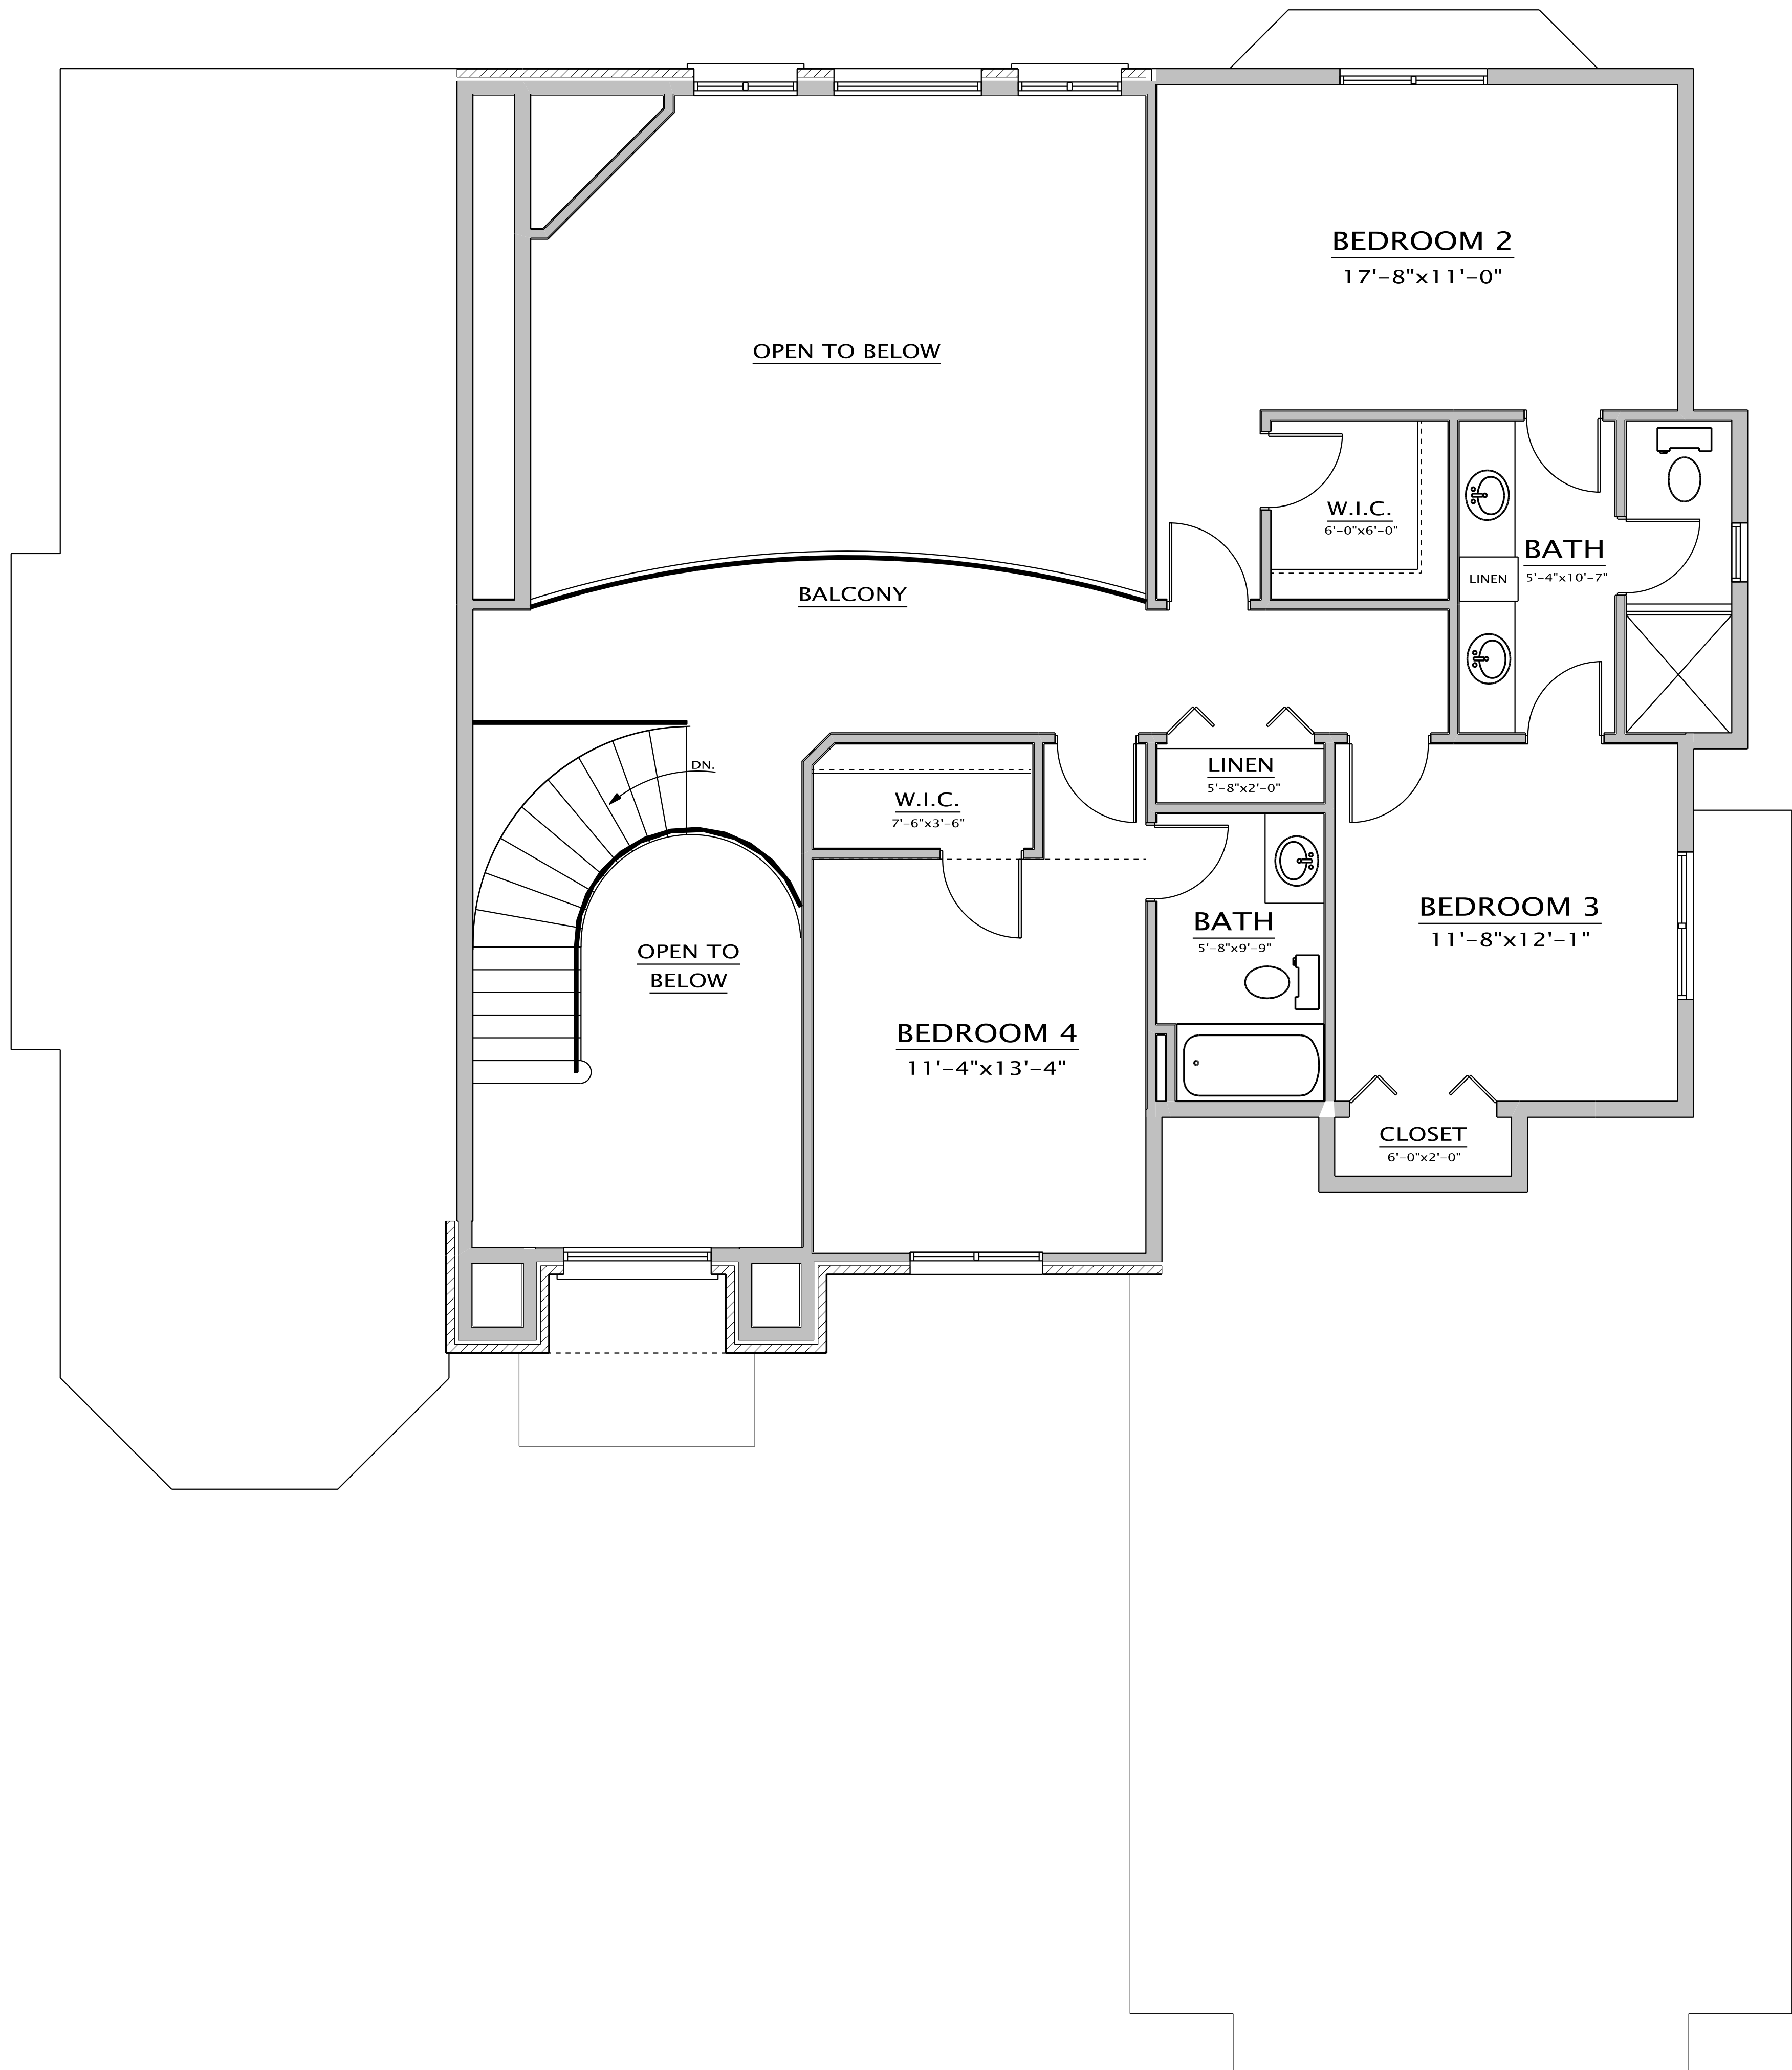 BEDROOM 2
17'-8"x11'-0"
OPEN TO BELOW
W.I.C.
6'-0"x6'-0"
BATH
5'-4"x10'-7"
LINEN
BALCONY
DN.
LINEN
5'-8"x2'-0"
W.I.C.
7'-6"x3'-6"
BEDROOM 3
11'-8"x12'-1"
BATH
5'-8"x9'-9"
OPEN TO
BELOW
BEDROOM 4
11'-4"x13'-4"
CLOSET
6'-0"x2'-0"